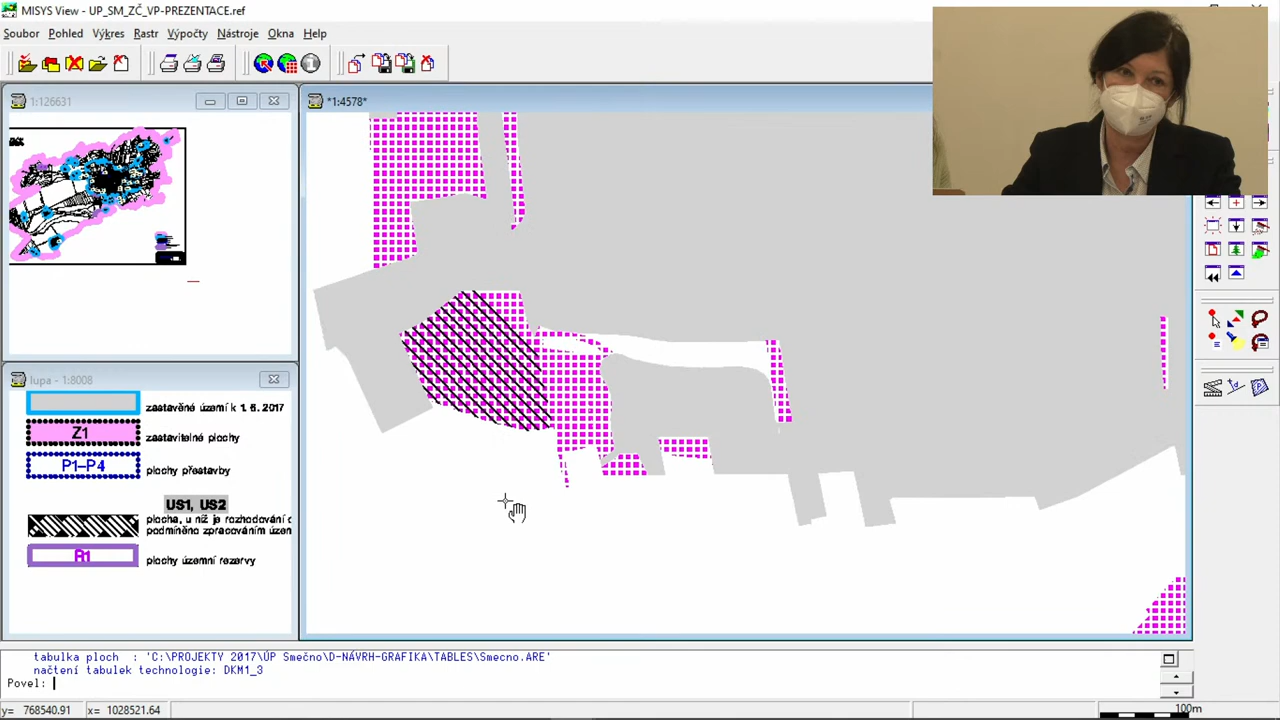 MISYS View - UP_SM_ZČ_VP-PREZENTACE.ref
Soubor Pohled Výkres Rastr Výpočty Nástroje Okna Help
1:126631
*1:4578*
lupa - 1:8008
zastavěné území k 1. 5. 2017
Z1
zastavitelné plochy
P1–P4
plochy přestavby
US1, US2
plocha, u níž je rozhodování o
podmíněno zpracováním územ
R1
plochy územní rezervy
tabulka ploch : 'C:\PROJEKTY 2017\ÚP Smečno\D-NÁVRH-GRAFIKA\TABLES\Smecno.ARE'
načtení tabulek technologie: DKM1_3
Povel:
y= 768540.91 x= 1028521.64
100m